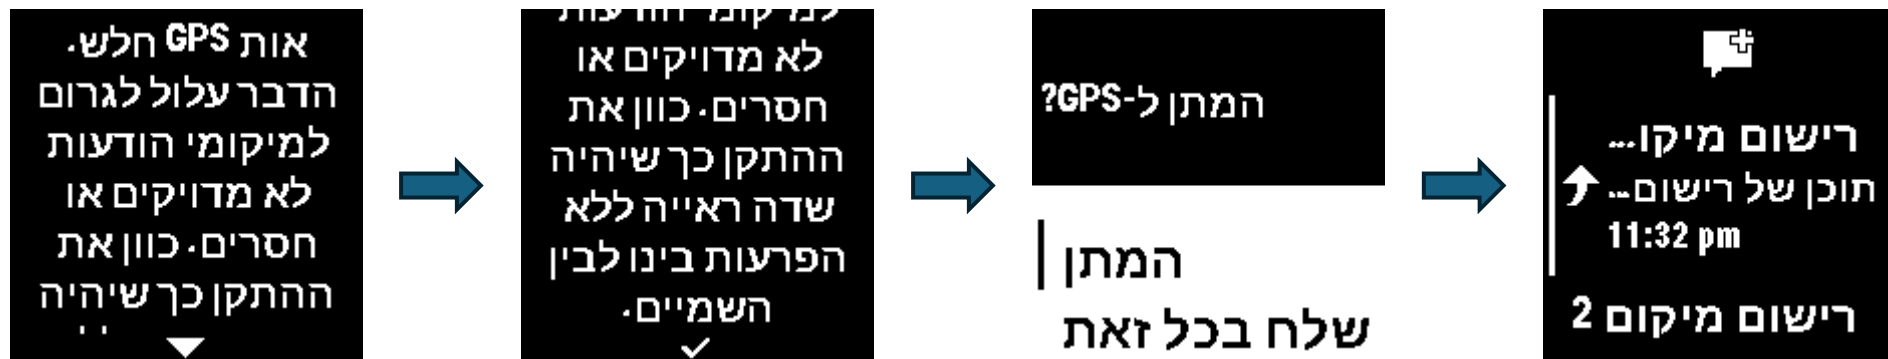 אות GPS חלש.
הדבר עלול לגרום
למיקומי הודעות
לא מדויקים או
חסרים. כוון את
ההתקן כך שיהיה
למיקומי הודעות
לא מדויקים או
חסרים. כוון את
ההתקן כך שיהיה
שדה ראייה ללא
הפרעות בינו לבין
השמיים.
המתן ל-GPS?
המתן
שלח בכל זאת
רישום מיקו...
תוכן של רישום...
11:32 pm
רישום מיקום 2